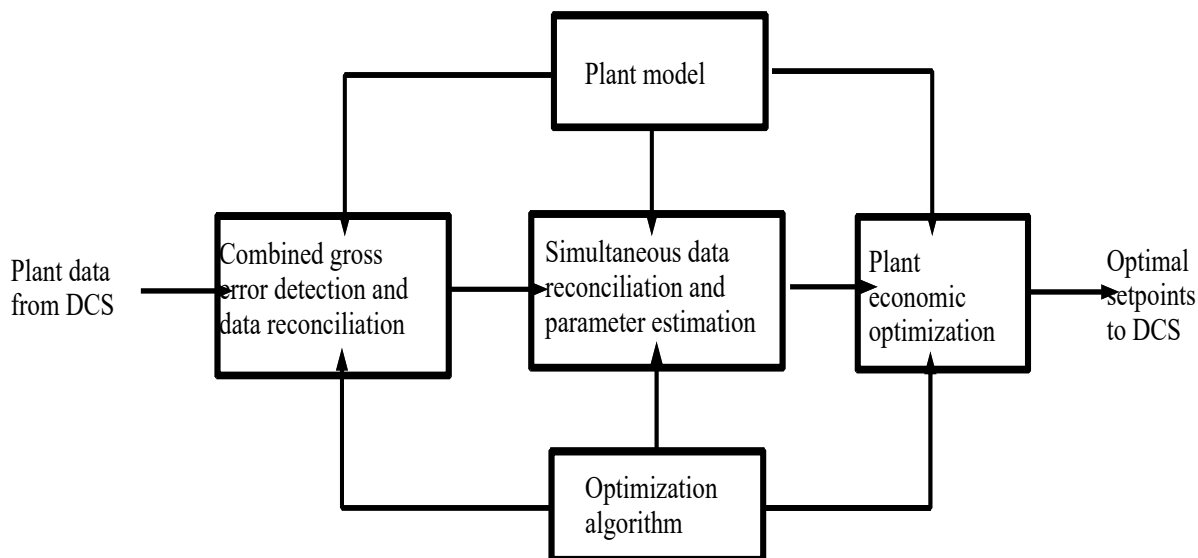 Plant model
Plant data
from DCS
Combined gross
error detection and
data reconciliation
Simultaneous data
reconciliation and
parameter estimation
Plant
economic
optimization
Optimal
setpoints
to DCS
Optimization
algorithm